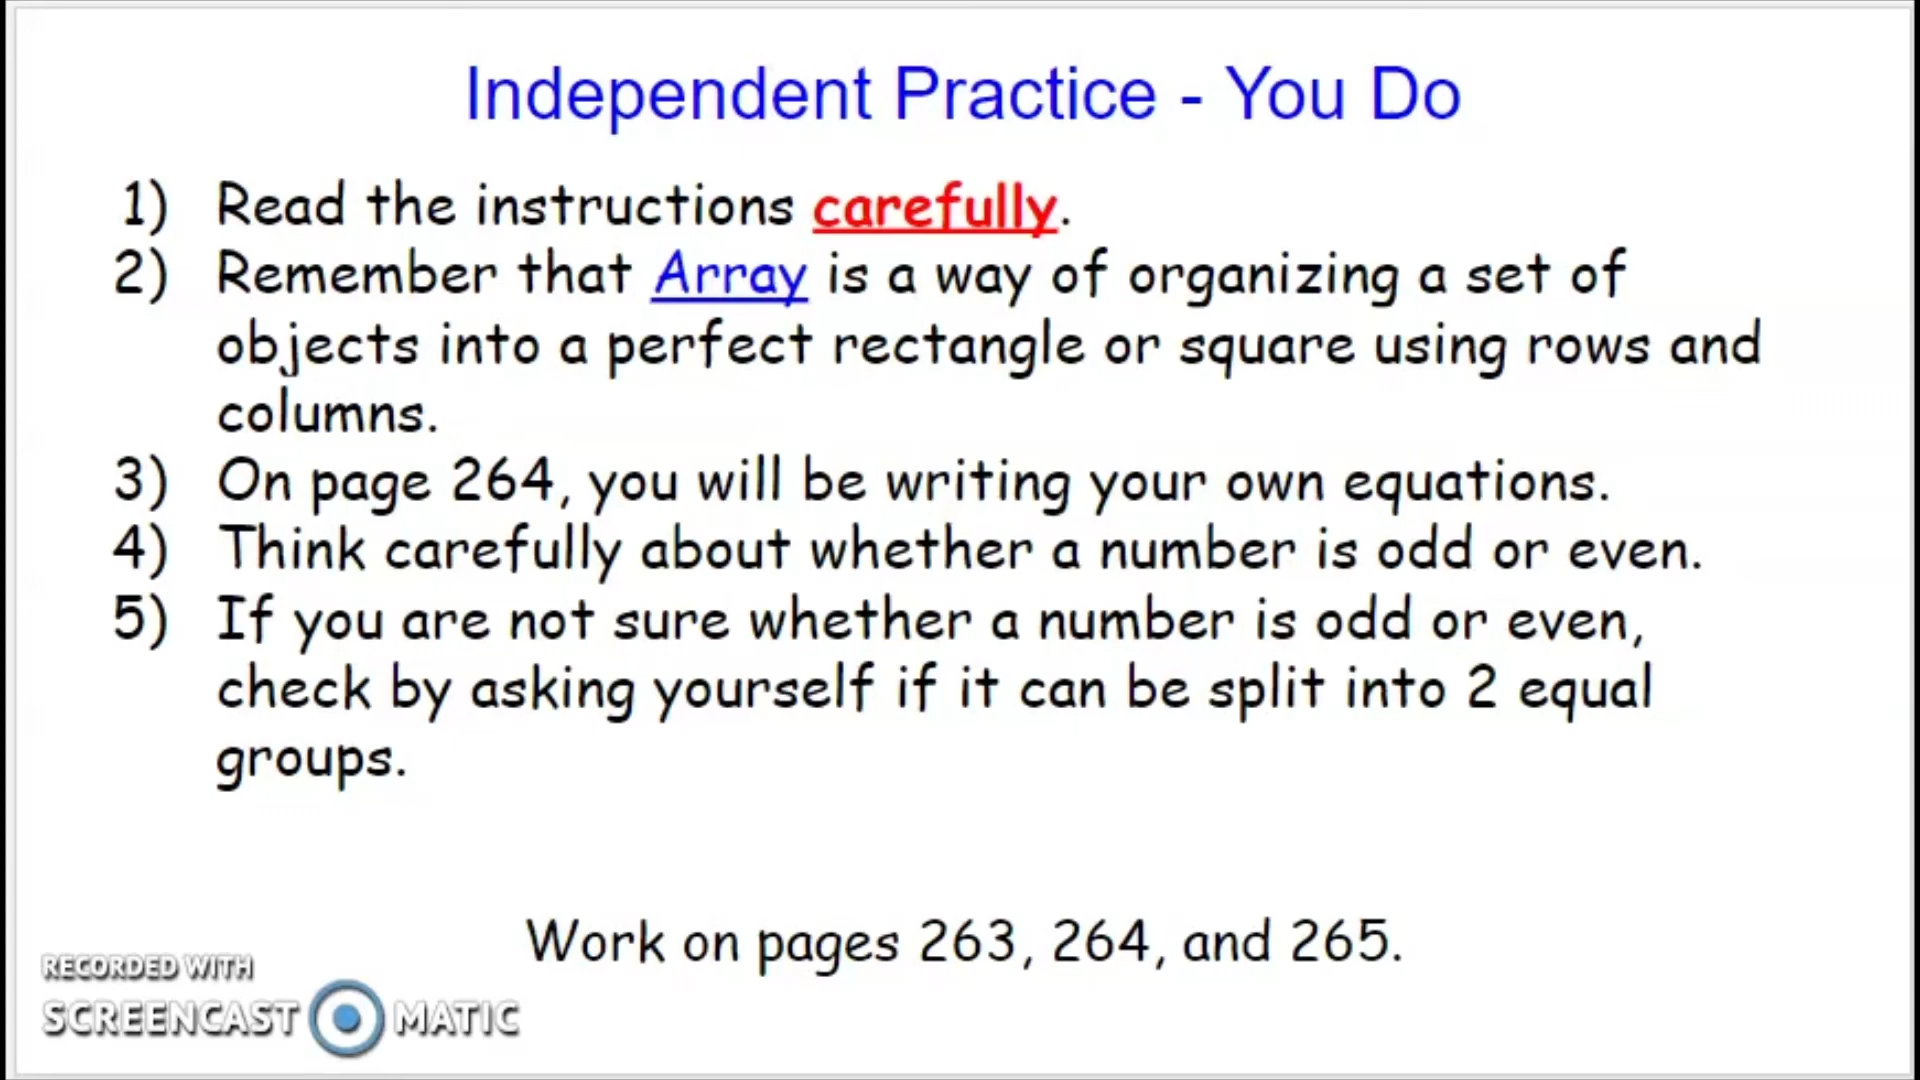 Independent Practice - You Do
1) Read the instructions carefully.
2) Remember that Array is a way of organizing a set of
objects into a perfect rectangle or square using rows and
columns.
3) On page 264, you will be writing your own equations.
4) Think carefully about whether a number is odd or even.
5) If you are not sure whether a number is odd or even,
check by asking yourself if it can be split into 2 equal
groups.
Work on pages 263, 264, and 265.
RECORDED WITH
SCREENCAST MATIC